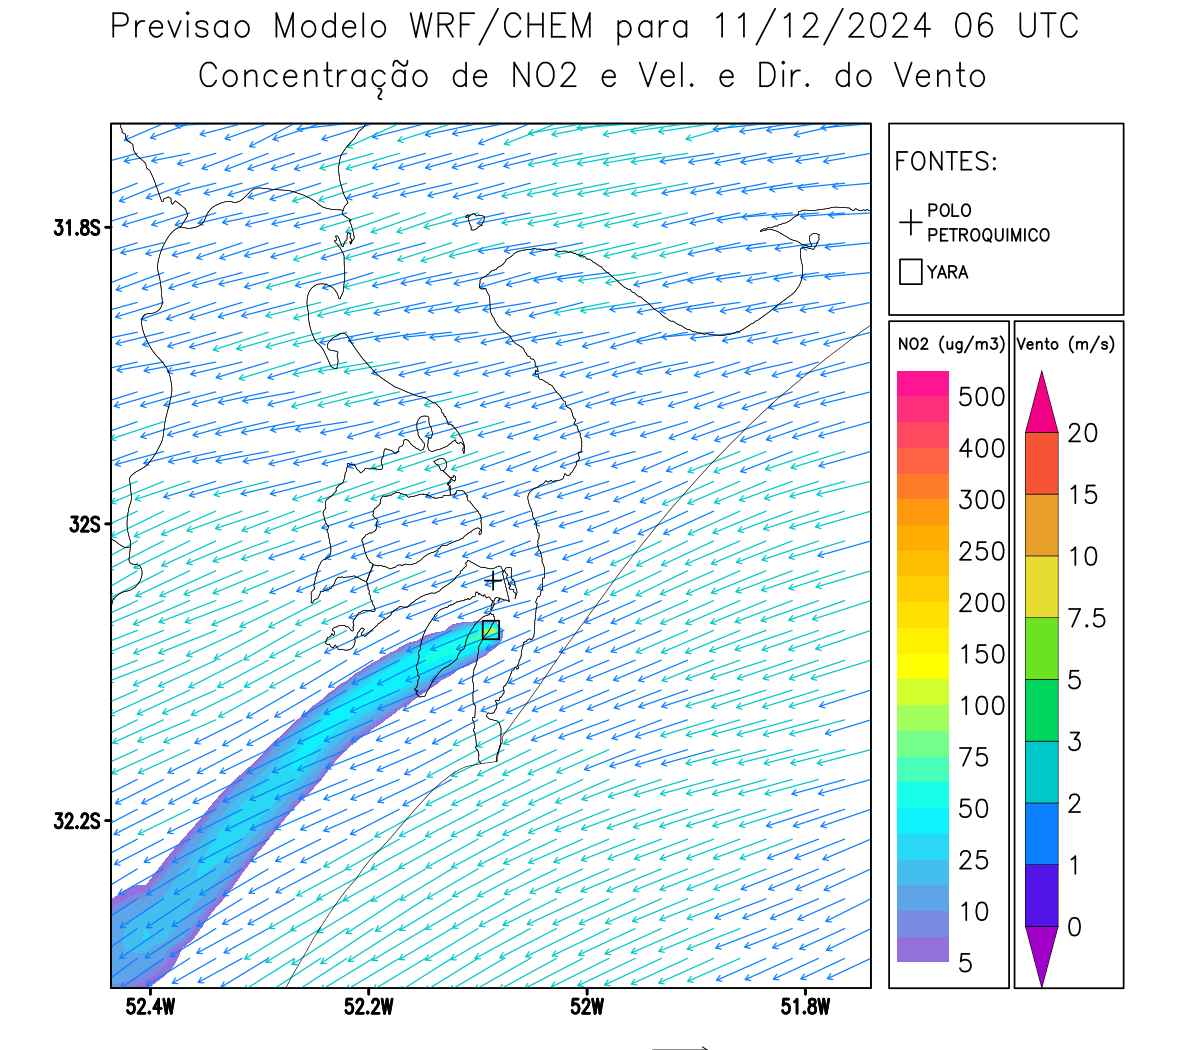 Previsao Modelo WRF/CHEM para 11/12/2024 06 UTC
Concentração de NO2 e Vel. e Dir. do Vento
FONTES:
POLO
PETROQUIMICO
YARA
NO2 (ug/m3)
500
400
300
250
200
150
100
75
50
25
10
5
Vento (m/s)
20
15
10
7.5
5
3
2
1
0
31.8S
32S
32.2S
52.4W
52.2W
52W
51.8W